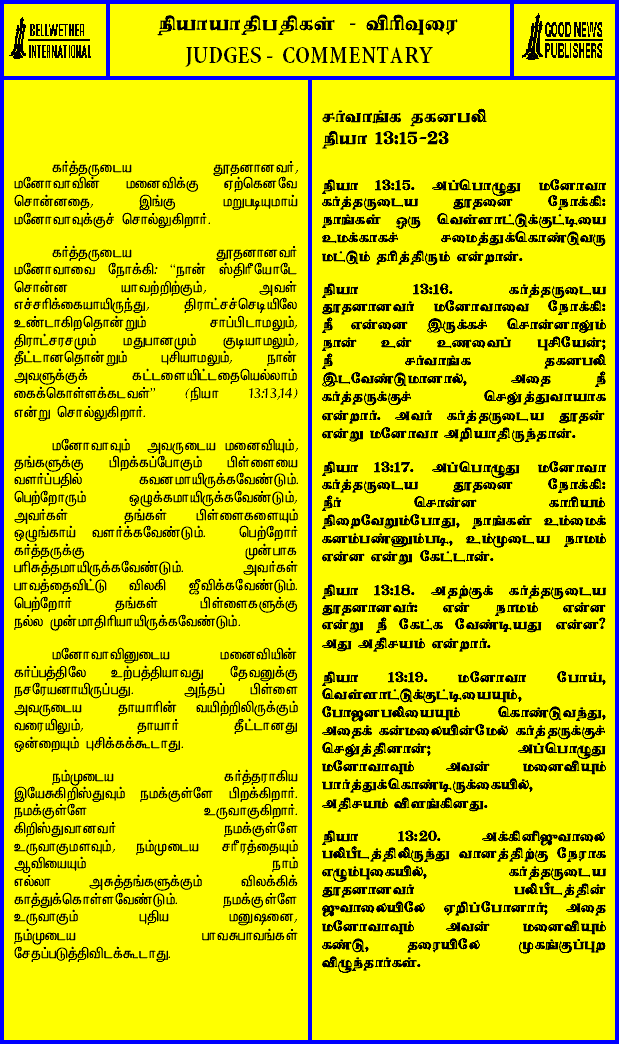 BELLWETHER
INTERNATIONAL
நியாயாதிபதிகள் - விரிவுரை
JUDGES - COMMENTARY
GOOD NEWS
PUBLISHERS
கர்த்தருடைய தூதனானவர்,
மனோவாவின் மனைவிக்கு ஏற்கெனவே
சொன்னதை, இங்கு மறுபடியுமாய்
மனோவாவுக்குச் சொல்லுகிறார்.
கர்த்தருடைய தூதனானவர்
மனோவாவை நோக்கி: “நான் ஸ்திரீயோடே
சொன்ன யாவற்றிற்கும், அவள்
எச்சரிக்கையாயிருந்து, திராட்சச்செடியிலே
உண்டாகிறதொன்றும் சாப்பிடாமலும்,
திராட்சரசமும் மதுபானமும் குடியாமலும்,
தீட்டானதொன்றும் புசியாமலும், நான்
அவளுக்குக் கட்டளையிட்டதையெல்லாம்
கைக்கொள்ளக்கடவள்” (நியா 13:13,14)
என்று சொல்லுகிறார்.
மனோவாவும் அவருடைய மனைவியும்,
தங்களுக்கு பிறக்கப்போகும் பிள்ளையை
வளர்ப்பதில் கவனமாயிருக்கவேண்டும்.
பெற்றோரும் ஒழுக்கமாயிருக்கவேண்டும்,
அவர்கள் தங்கள் பிள்ளைகளையும்
ஒழுங்காய் வளர்க்கவேண்டும். பெற்றோர்
கர்த்தருக்கு முன்பாக
பரிசுத்தமாயிருக்கவேண்டும். அவர்கள்
பாவத்தைவிட்டு விலகி ஜீவிக்கவேண்டும்.
பெற்றோர் தங்கள் பிள்ளைகளுக்கு
நல்ல முன்மாதிரியாயிருக்கவேண்டும்.
மனோவாவினுடைய மனைவியின்
கர்ப்பத்திலே உற்பத்தியாவது தேவனுக்கு
நசரேயனாயிருப்பது. அந்தப் பிள்ளை
அவருடைய தாயாரின் வயிற்றிலிருக்கும்
வரையிலும், தாயார் தீட்டானது
ஒன்றையும் புசிக்கக்கூடாது.
நம்முடைய கர்த்தராகிய
இயேசுகிறிஸ்துவும் நமக்குள்ளே பிறக்கிறார்.
நமக்குள்ளே உருவாகுகிறார்.
கிறிஸ்துவானவர் நமக்குள்ளே
உருவாகுமளவும், நம்முடைய சரீரத்தையும்
ஆவியையும் நாம்
எல்லா அசுத்தங்களுக்கும் விலக்கிக்
காத்துக்கொள்ளவேண்டும். நமக்குள்ளே
உருவாகும் புதிய மனுஷனை,
நம்முடைய பாவசுபாவங்கள்
சேதப்படுத்திவிடக்கூடாது.
சர்வாங்க தகனபலி
நியா 13:15-23
நியா 13:15. அப்பொழுது மனோவா
கர்த்தருடைய தூதனை நோக்கி:
நாங்கள் ஒரு வெள்ளாட்டுக்குட்டியை
உமக்காகச் சமைத்துக்கொண்டுவரு
மட்டும் தரித்திரும் என்றான்.
நியா 13:16. கர்த்தருடைய
தூதனானவர் மனோவாவை நோக்கி:
நீ என்னை இருக்கச் சொன்னாலும்
நான் உன் உணவைப் புசியேன்;
நீ சர்வாங்க தகனபலி
இடவேண்டுமானால், அதை நீ
கர்த்தருக்குச் செலுத்துவாயாக
என்றார். அவர் கர்த்தருடைய தூதன்
என்று மனோவா அறியாதிருந்தான்.
நியா 13:17. அப்பொழுது மனோவா
கர்த்தருடைய தூதனை நோக்கி:
நீர் சொன்ன காரியம்
நிறைவேறும்போது, நாங்கள் உம்மைக்
கனம்பண்ணும்படி, உம்முடைய நாமம்
என்ன என்று கேட்டான்.
நியா 13:18. அதற்குக் கர்த்தருடைய
தூதனானவர்: என் நாமம் என்ன
என்று நீ கேட்க வேண்டியது என்ன?
அது அதிசயம் என்றார்.
நியா 13:19. மனோவா போய்,
வெள்ளாட்டுக்குட்டியையும்,
போஜனபலியையும் கொண்டுவந்து,
அதைக் கன்மலையின்மேல் கர்த்தருக்குச்
செலுத்தினான்; அப்பொழுது
மனோவாவும் அவன் மனைவியும்
பார்த்துக்கொண்டிருக்கையில்,
அதிசயம் விளங்கினது.
நியா 13:20. அக்கினிஜுவாலை
பலிபீடத்திலிருந்து வானத்திற்கு நேராக
எழும்புகையில், கர்த்தருடைய
தூதனானவர் பலிபீடத்தின்
ஜுவாலையிலே ஏறிப்போனார்; அதை
மனோவாவும் அவன் மனைவியும்
கண்டு, தரையிலே முகங்குப்புற
விழுந்தார்கள்.